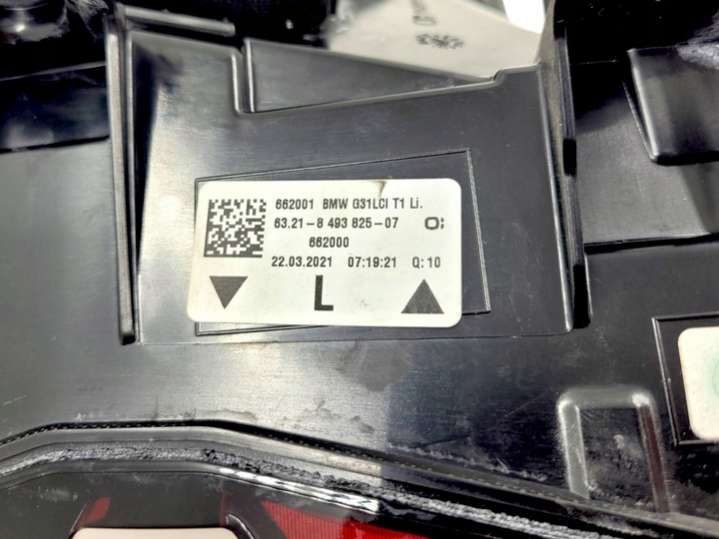 662001 BMW G31LCI T1 Li.
63.21-8 493 825-07 O;
662000
22.03.2021 07:19:21 Q:10
L